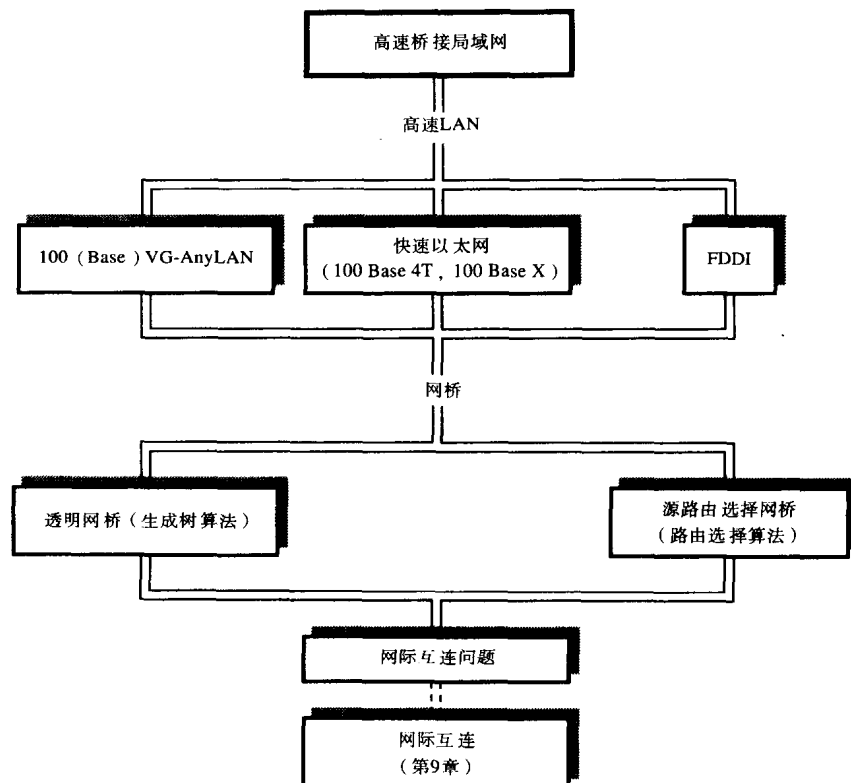 高速桥接局域网
高速LAN
100（Base）VG-AnyLAN
快速以太网
（100 Base 4T，100 Base X）
FDDI
网桥
透明网桥（生成树算法）
源路由选择网桥
（路由选择算法）
网际互连问题
网际互连
（第9章）